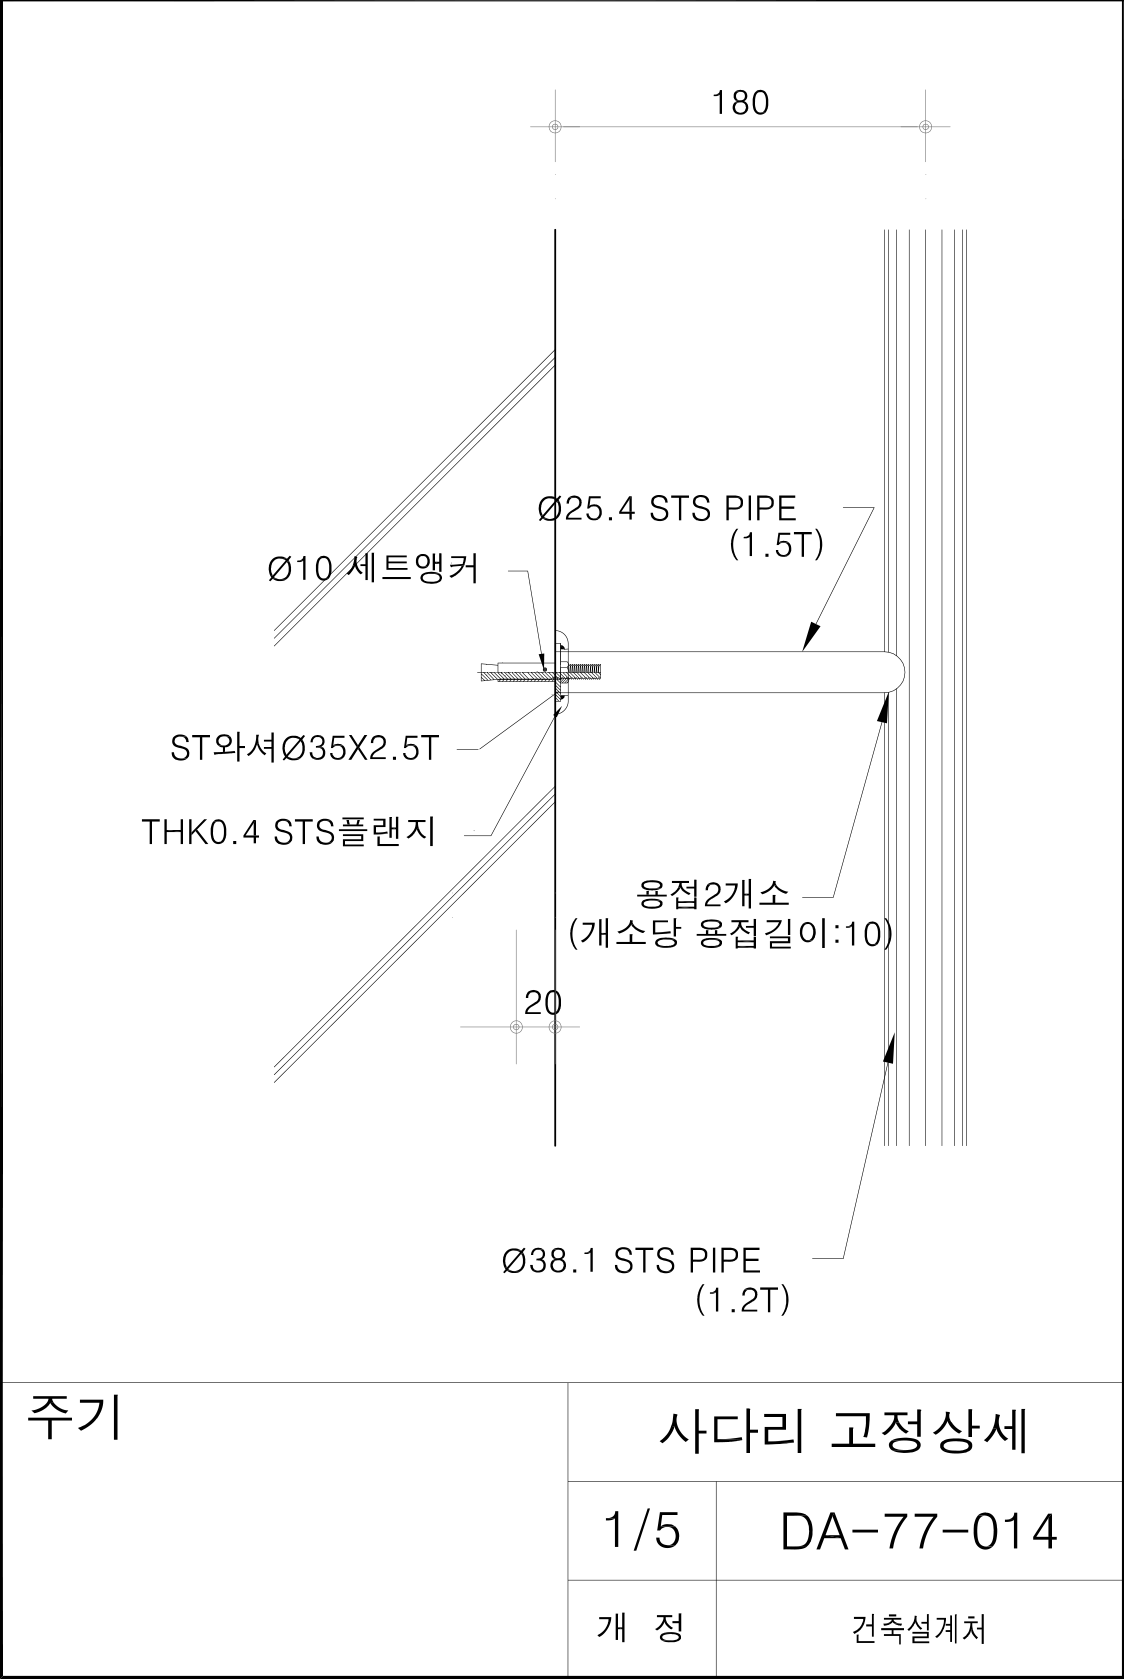 180
Ø25.4 STS PIPE
(1.5T)
Ø10 세트앵커
ST와셔Ø35X2.5T
THK0.4 STS플랜지
용접2개소
(개소당 용접길이:10)
20
Ø38.1 STS PIPE
(1.2T)
주기
사다리 고정상세
1/5
DA-77-014
개 정
건축설계처